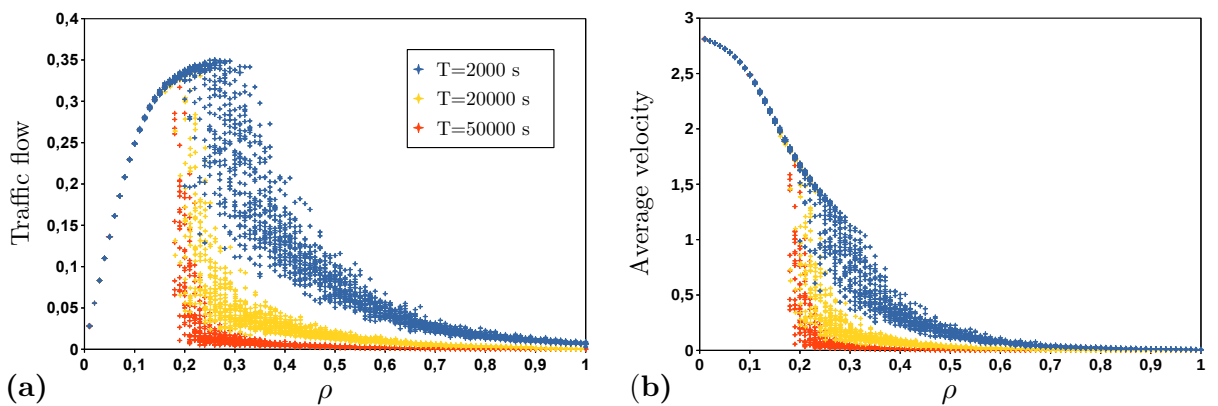 0,4
0,35
0,3
0,25
0,2
0,15
0,1
0,05
0
Traffic flow
T=2000 s
T=20000 s
T=50000 s
0 0,1 0,2 0,3 0,4 0,5 0,6 0,7 0,8 0,9 1
(a) ρ
3
2,5
2
1,5
1
0,5
0
Average velocity
0 0,1 0,2 0,3 0,4 0,5 0,6 0,7 0,8 0,9 1
(b) ρ